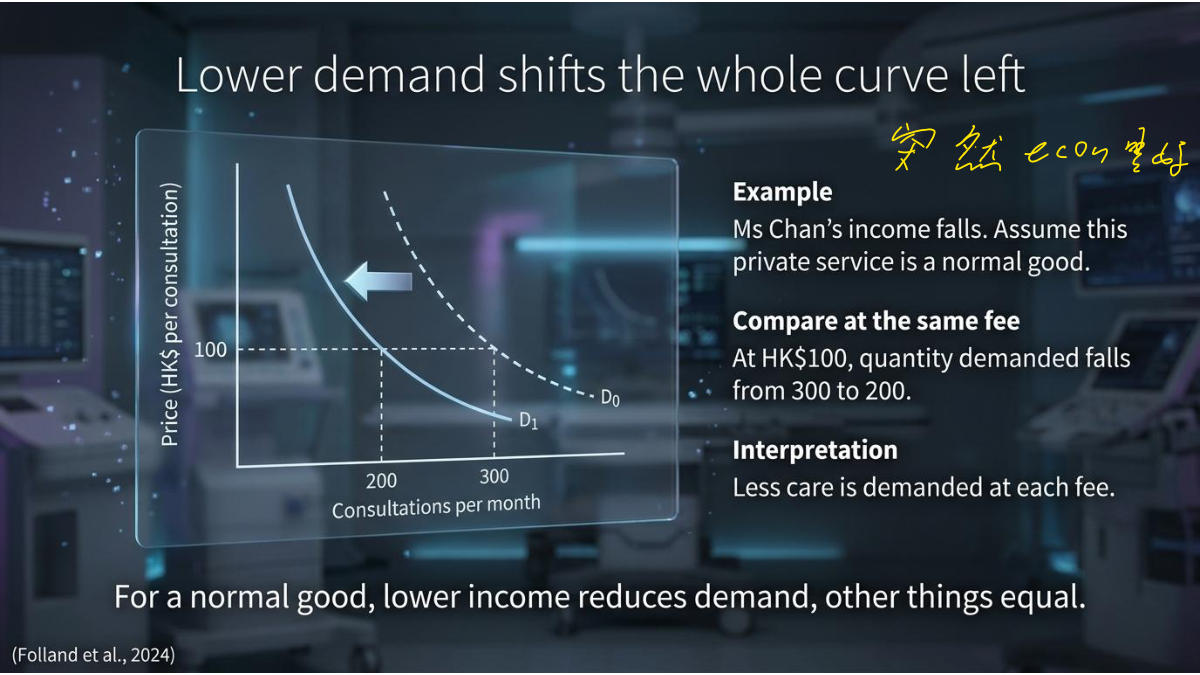 Lower demand shifts the whole curve left
突然 econ
Price (HK$ per consultation)
100
D₀
D₁
200
300
Consultations per month
Example
Ms Chan’s income falls. Assume this
private service is a normal good.
Compare at the same fee
At HK$100, quantity demanded falls
from 300 to 200.
Interpretation
Less care is demanded at each fee.
For a normal good, lower income reduces demand, other things equal.
(Folland et al., 2024)